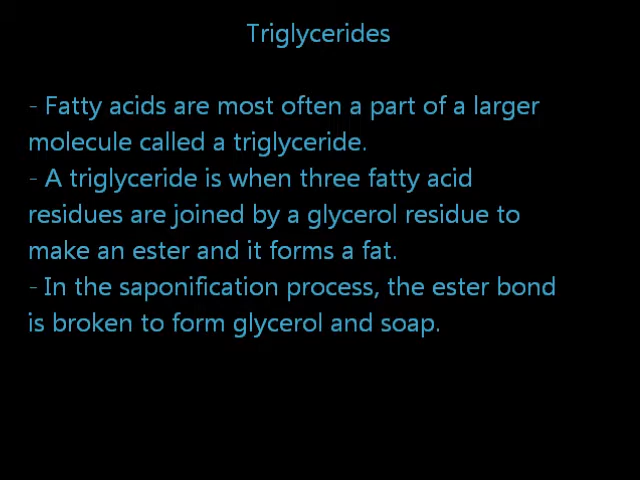 Triglycerides
- Fatty acids are most often a part of a larger
molecule called a triglyceride.
- A triglyceride is when three fatty acid
residues are joined by a glycerol residue to
make an ester and it forms a fat.
- In the saponification process, the ester bond
is broken to form glycerol and soap.